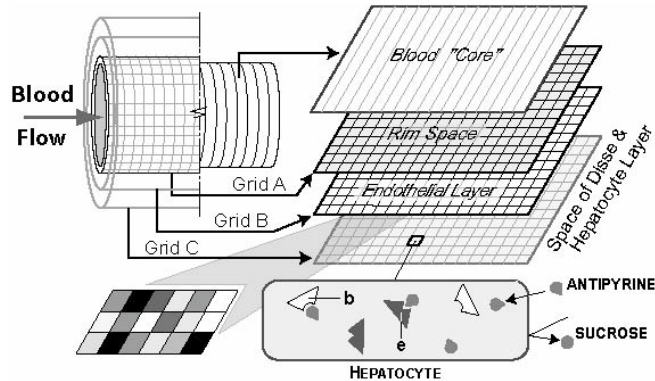 Blood "Core"
Blood
Flow
Rim Space
Grid A
Endothelial Layer
Grid B
Grid C
Space of Disse &
Hepatocyte Layer
b
e
ANTIPYRINE
SUCROSE
HEPATOCYTE